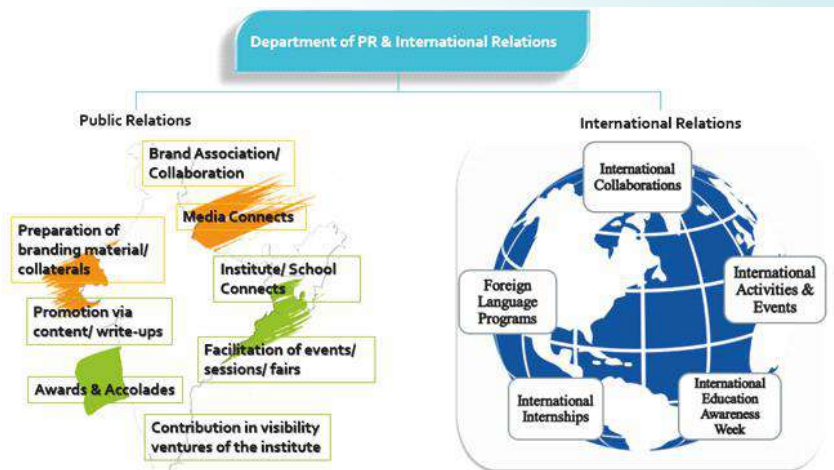 Department of PR & International Relations
Public Relations
Brand Association/
Collaboration
Media Connects
Preparation of
branding material/
collaterals
Institute/ School
Connects
Promotion via
content/ write-ups
Facilitation of events/
sessions/ fairs
Awards & Accolades
Contribution in visibility
ventures of the institute
International Relations
International
Collaborations
Foreign
Language
Programs
International
Activities &
Events
International
Internships
International
Education
Awareness
Week